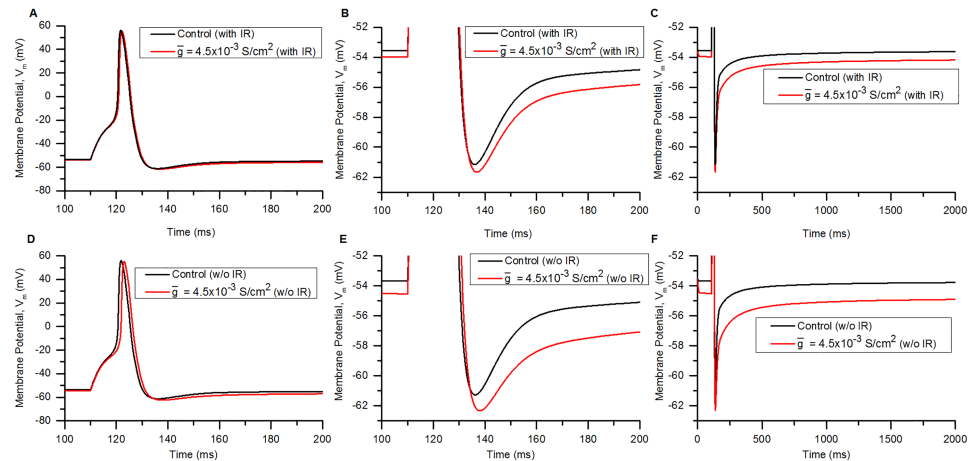 A
60
40
20
0
-20
-40
-60
-80
Membrane Potential, Vm (mV)
Control (with IR)
g̅ = 4.5x10⁻³ S/cm² (with IR)
100 120 140 160 180 200
Time (ms)
B
-54
-52
-54
-56
-58
-60
-62
Membrane Potential, Vm (mV)
Control (with IR)
g̅ = 4.5x10⁻³ S/cm² (with IR)
100 120 140 160 180 200
Time (ms)
C
-52
-54
-56
-58
-60
-62
Membrane Potential, Vm (mV)
Control (with IR)
g̅ = 4.5x10⁻³ S/cm² (with IR)
0 500 1000 1500 2000
Time (ms)
D
80
60
40
20
0
-20
-40
-60
-80
Membrane Potential, Vm (mV)
Control (w/o IR)
g̅ = 4.5x10⁻³ S/cm² (w/o IR)
100 120 140 160 180 200
Time (ms)
E
-52
-54
-56
-58
-60
-62
Membrane Potential, Vm (mV)
Control (w/o IR)
g̅ = 4.5x10⁻³ S/cm² (w/o IR)
100 120 140 160 180 200
Time (ms)
F
-52
-54
-56
-58
-60
-62
Membrane Potential, Vm (mV)
Control (w/o IR)
g̅ = 4.5x10⁻³ S/cm² (w/o IR)
0 500 1000 1500 2000
Time (ms)